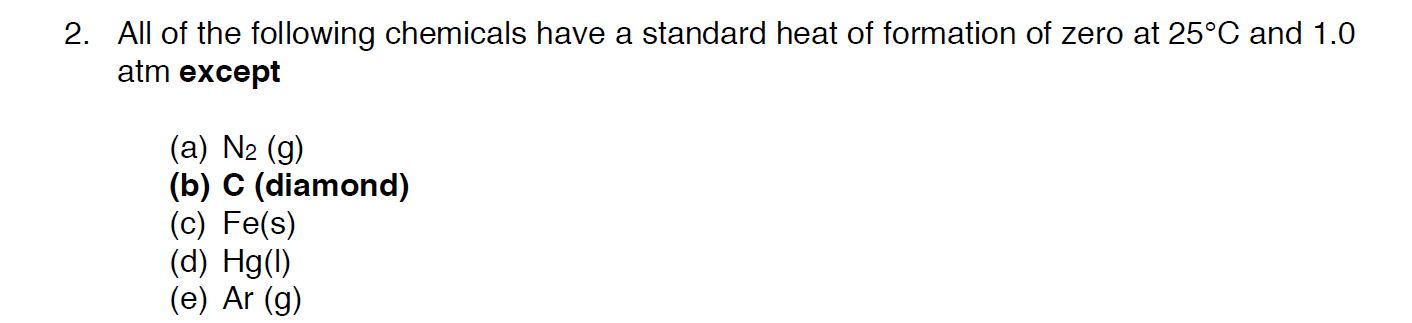 2. All of the following chemicals have a standard heat of formation of zero at 25°C and 1.0
atm except
(a) N2 (g)
(b) C (diamond)
(c) Fe(s)
(d) Hg(l)
(e) Ar (g)